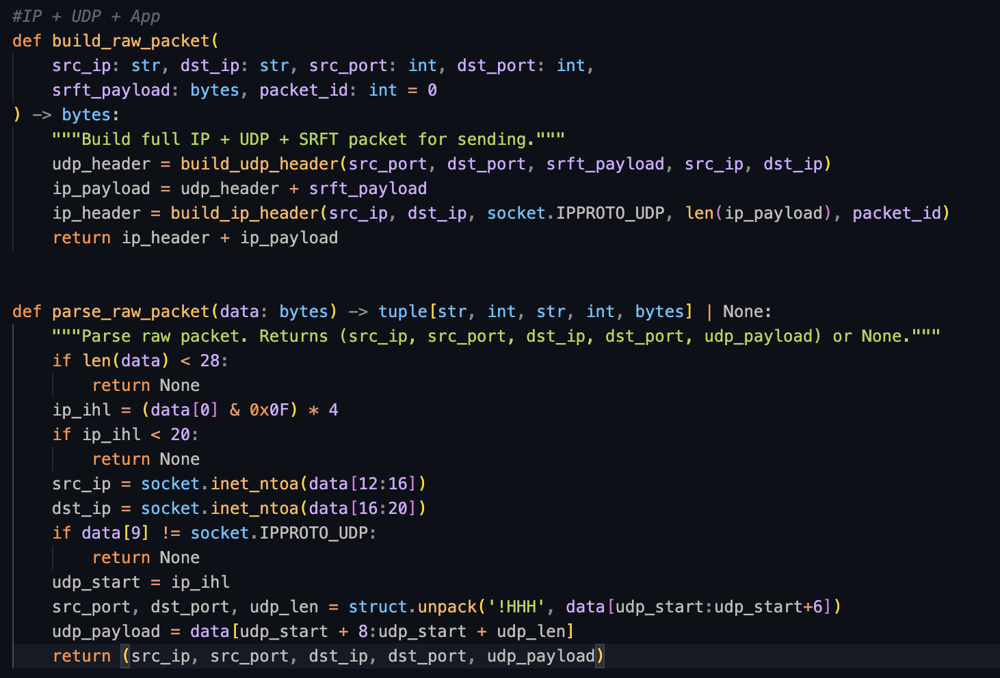 #IP + UDP + App
def build_raw_packet(
    src_ip: str, dst_ip: str, src_port: int, dst_port: int,
    srft_payload: bytes, packet_id: int = 0
) -> bytes:
    """Build full IP + UDP + SRFT packet for sending."""
    udp_header = build_udp_header(src_port, dst_port, srft_payload, src_ip, dst_ip)
    ip_payload = udp_header + srft_payload
    ip_header = build_ip_header(src_ip, dst_ip, socket.IPPROTO_UDP, len(ip_payload), packet_id)
    return ip_header + ip_payload
def parse_raw_packet(data: bytes) -> tuple[str, int, str, int, bytes] | None:
    """Parse raw packet. Returns (src_ip, src_port, dst_ip, dst_port, udp_payload) or None."""
    if len(data) < 28:
        return None
    ip_ihl = (data[0] & 0x0F) * 4
    if ip_ihl < 20:
        return None
    src_ip = socket.inet_ntoa(data[12:16])
    dst_ip = socket.inet_ntoa(data[16:20])
    if data[9] != socket.IPPROTO_UDP:
        return None
    udp_start = ip_ihl
    src_port, dst_port, udp_len = struct.unpack('!HHH', data[udp_start:udp_start+6])
    udp_payload = data[udp_start + 8:udp_start + udp_len]
    return (src_ip, src_port, dst_ip, dst_port, udp_payload)